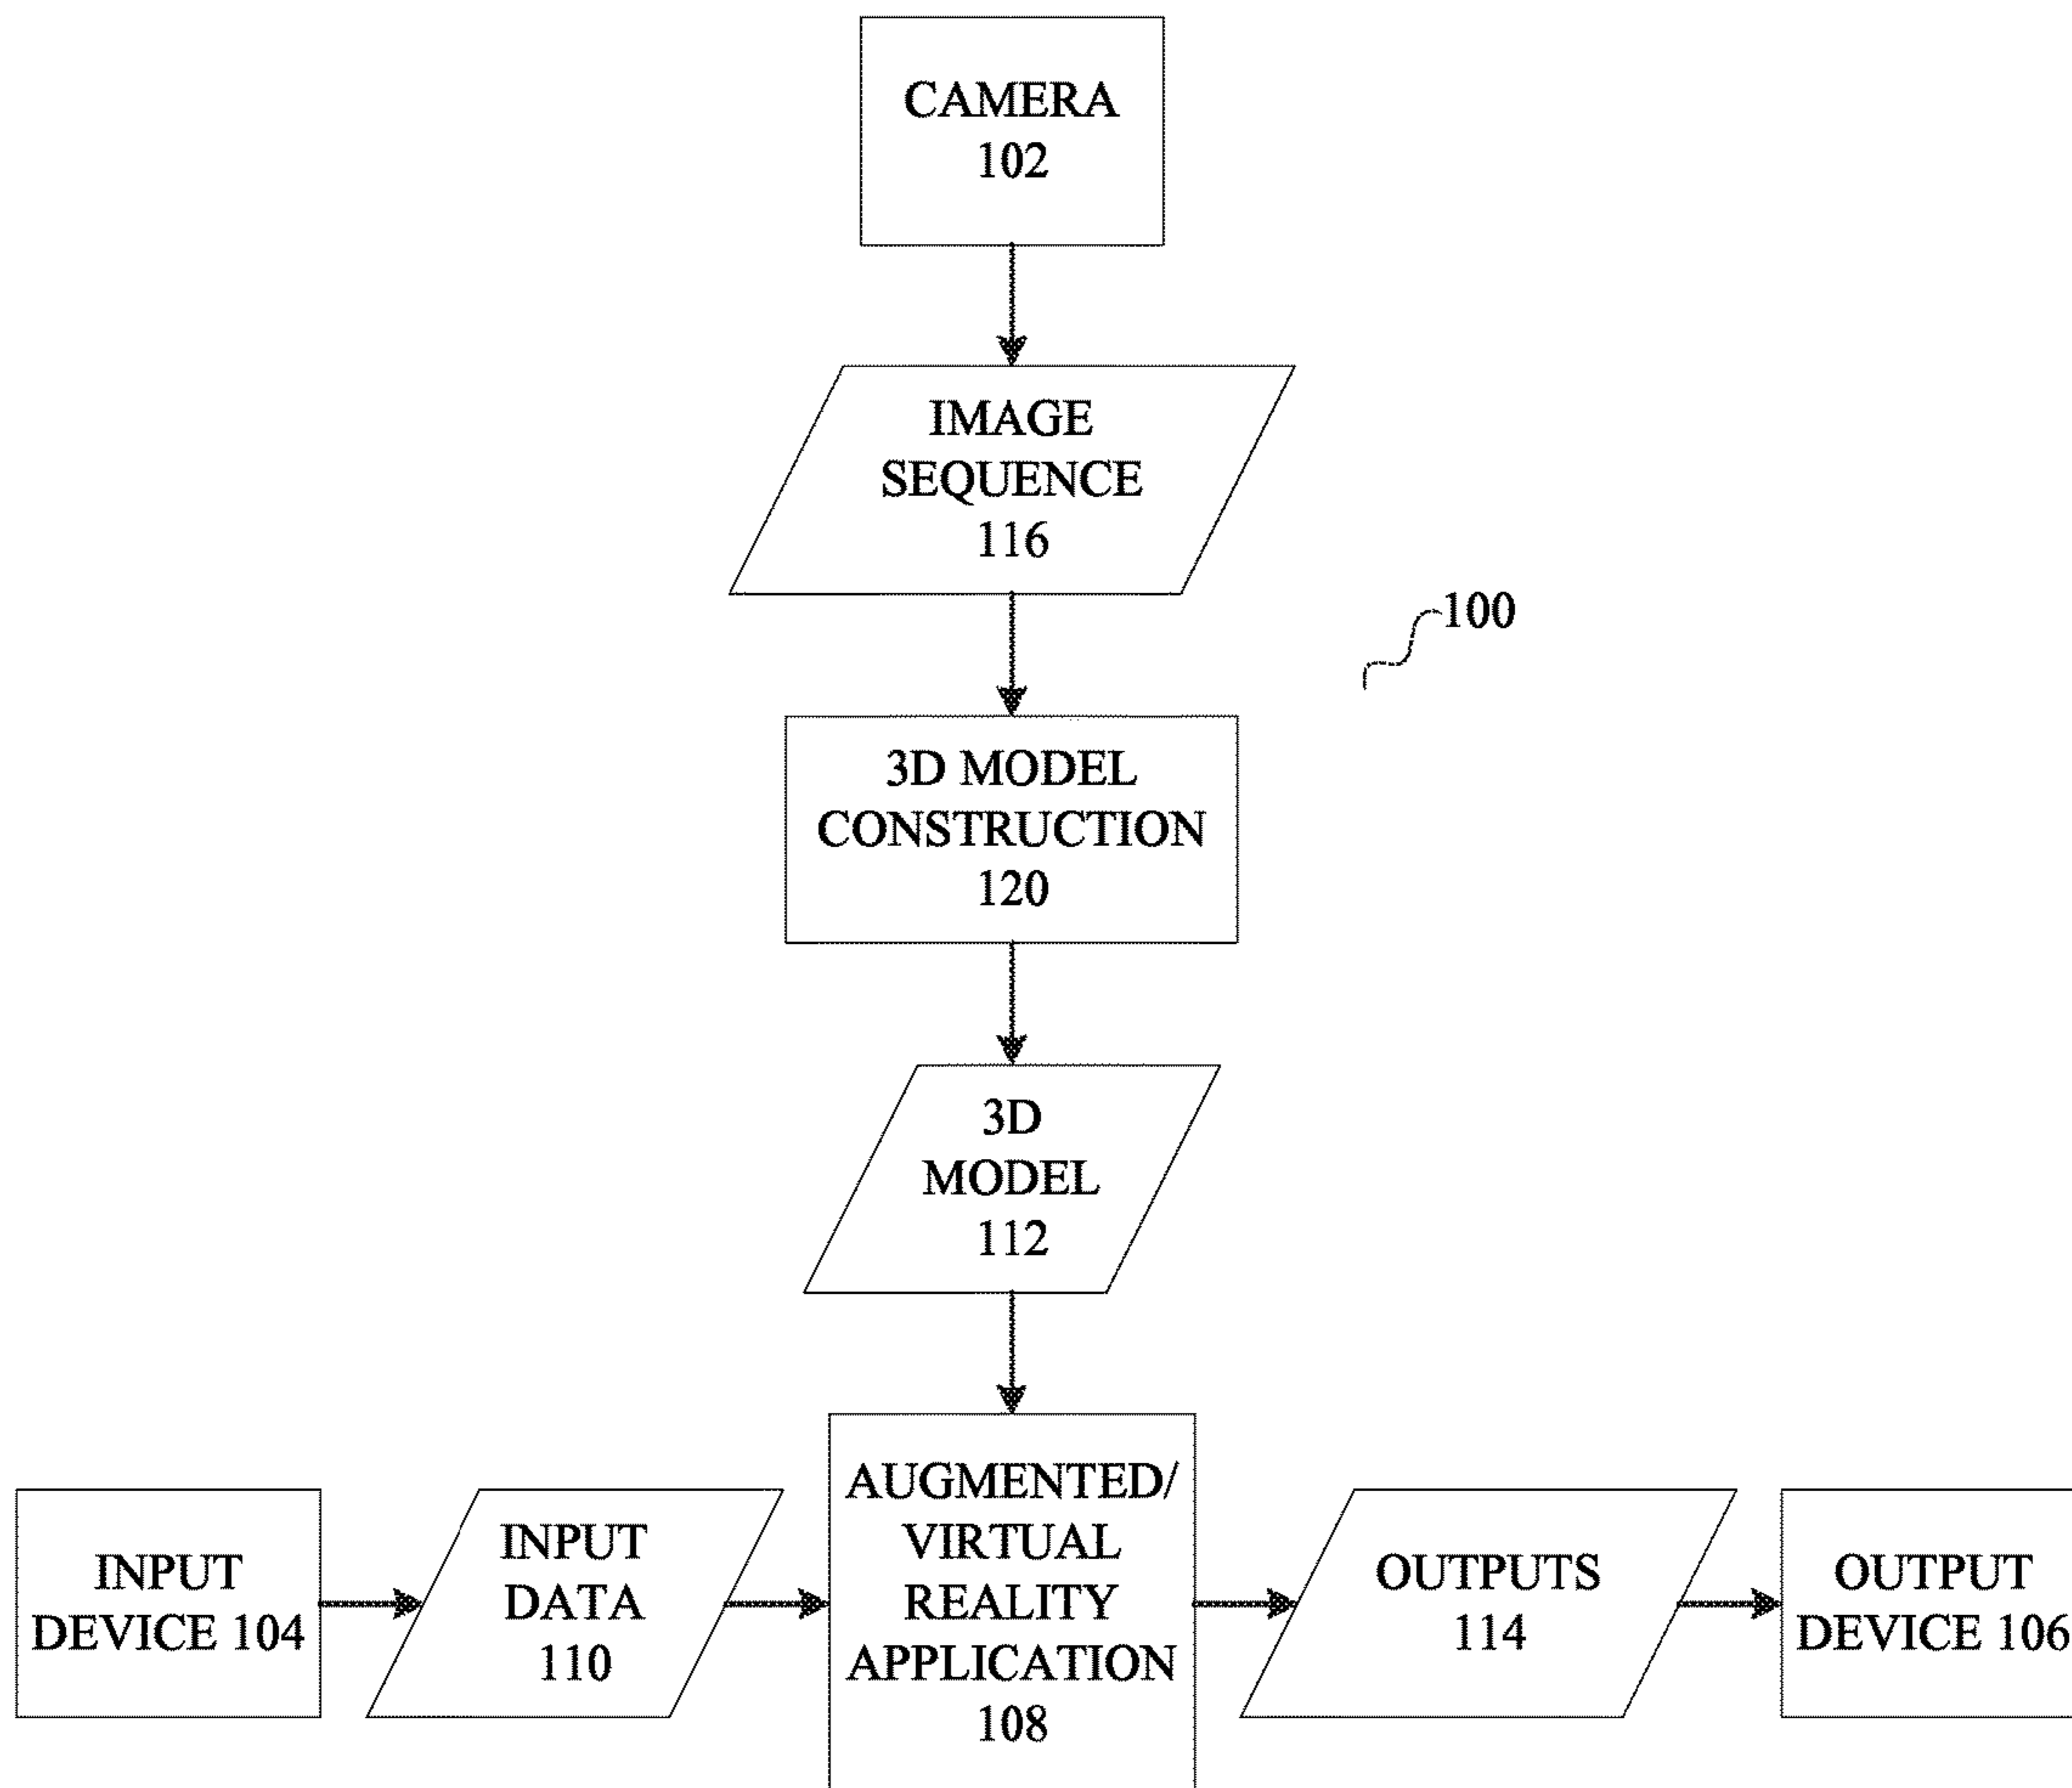 CAMERA
102
IMAGE
SEQUENCE
116
100
3D MODEL
CONSTRUCTION
120
3D
MODEL
112
INPUT
DEVICE 104
INPUT
DATA
110
AUGMENTED/
VIRTUAL
REALITY
APPLICATION
108
OUTPUTS
114
OUTPUT
DEVICE 106